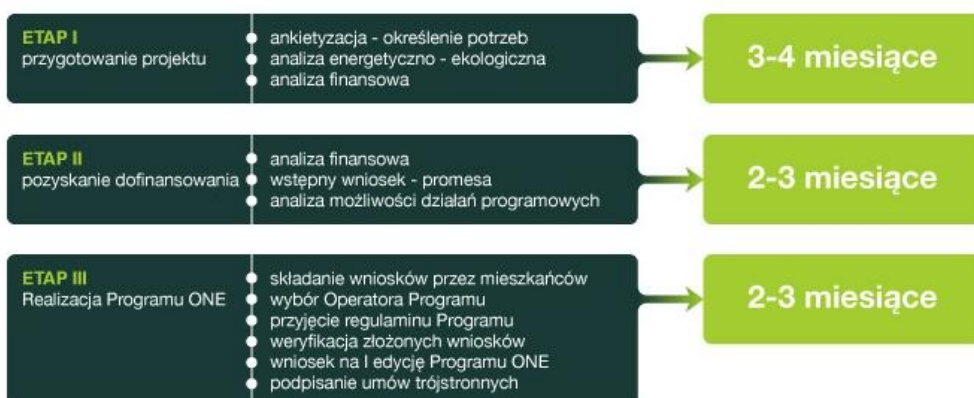 ETAP I
przygotowanie projektu
ankietyzacja - określenie potrzeb
analiza energetyczno - ekologiczna
analiza finansowa
3-4 miesiące
ETAP II
pozyskanie dofinansowania
analiza finansowa
wstępny wniosek - promesa
analiza możliwości działań programowych
2-3 miesiące
ETAP III
Realizacja Programu ONE
składanie wniosków przez mieszkańców
wybór Operatora Programu
przyjęcie regulaminu Programu
weryfikacja złożonych wniosków
wniosek na I edycję Programu ONE
podpisanie umów trójstronnych
2-3 miesiące